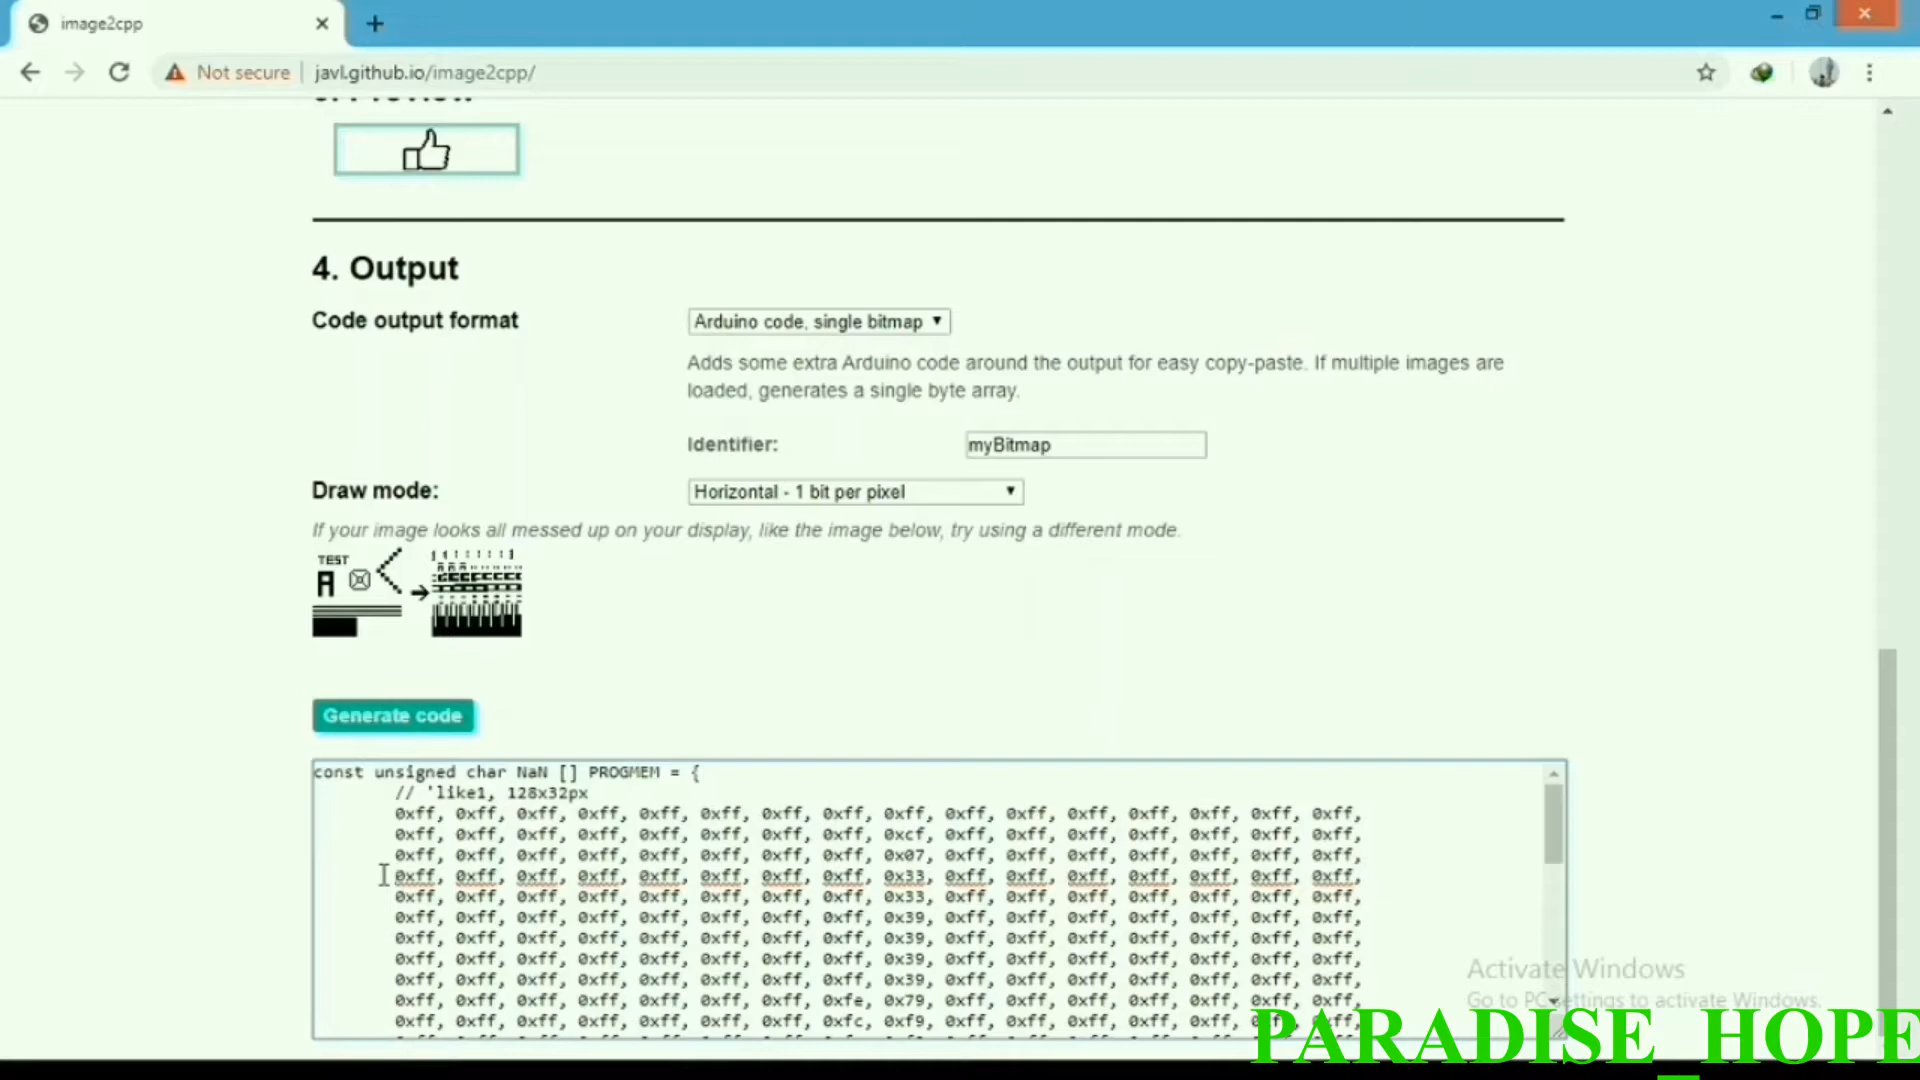 image2cpp
Not secure javl.github.io/image2cpp/
4. Output
Code output format
Arduino code, single bitmap
Adds some extra Arduino code around the output for easy copy-paste. If multiple images are
loaded, generates a single byte array.
Identifier:
myBitmap
Draw mode:
Horizontal - 1 bit per pixel
If your image looks all messed up on your display, like the image below, try using a different mode.
TEST
A
Generate code
const unsigned char NaN [] PROGMEM = {
// 'like1, 128x32px
0xff, 0xff, 0xff, 0xff, 0xff, 0xff, 0xff, 0xff, 0xff, 0xff, 0xff, 0xff, 0xff, 0xff, 0xff, 0xff,
0xff, 0xff, 0xff, 0xff, 0xff, 0xff, 0xff, 0xff, 0xcf, 0xff, 0xff, 0xff, 0xff, 0xff, 0xff, 0xff,
0xff, 0xff, 0xff, 0xff, 0xff, 0xff, 0xff, 0xff, 0x07, 0xff, 0xff, 0xff, 0xff, 0xff, 0xff, 0xff,
0xff, 0xff, 0xff, 0xff, 0xff, 0xff, 0xff, 0xff, 0x33, 0xff, 0xff, 0xff, 0xff, 0xff, 0xff, 0xff,
0xff, 0xff, 0xff, 0xff, 0xff, 0xff, 0xff, 0xff, 0x33, 0xff, 0xff, 0xff, 0xff, 0xff, 0xff, 0xff,
0xff, 0xff, 0xff, 0xff, 0xff, 0xff, 0xff, 0xff, 0x39, 0xff, 0xff, 0xff, 0xff, 0xff, 0xff, 0xff,
0xff, 0xff, 0xff, 0xff, 0xff, 0xff, 0xff, 0xff, 0x39, 0xff, 0xff, 0xff, 0xff, 0xff, 0xff, 0xff,
0xff, 0xff, 0xff, 0xff, 0xff, 0xff, 0xff, 0xff, 0x39, 0xff, 0xff, 0xff, 0xff, 0xff, 0xff, 0xff,
0xff, 0xff, 0xff, 0xff, 0xff, 0xff, 0xff, 0xff, 0x39, 0xff, 0xff, 0xff, 0xff, 0xff, 0xff, 0xff,
0xff, 0xff, 0xff, 0xff, 0xff, 0xff, 0xff, 0xfe, 0x79, 0xff, 0xff, 0xff, 0xff, 0xff, 0xff, 0xff,
0xff, 0xff, 0xff, 0xff, 0xff, 0xff, 0xff, 0xfc, 0xf9, 0xff, 0xff, 0xff, 0xff, 0xff,
Activate Windows
Go to PC settings to activate Windows.
PARADISE_HOPE